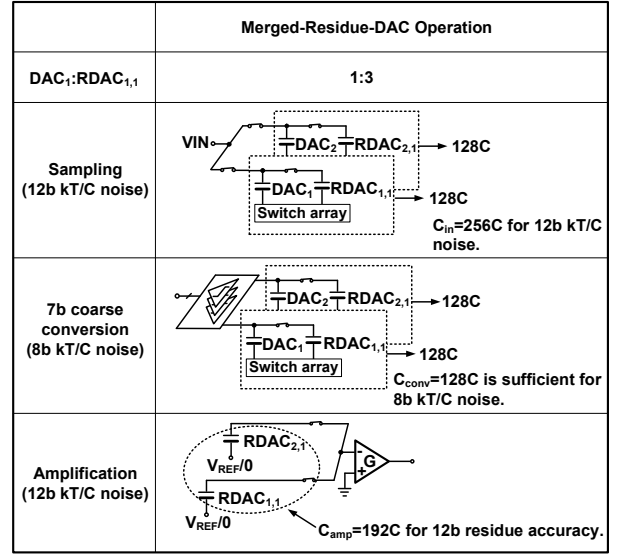 Merged-Residue-DAC Operation
DAC₁:RDAC₁,₁
1:3
Sampling
(12b kT/C noise)
VIN
DAC₂
RDAC₂,₁
128C
DAC₁
RDAC₁,₁
Switch array
128C
Cin=256C for 12b kT/C
noise.
7b coarse
conversion
(8b kT/C noise)
DAC₂
RDAC₂,₁
128C
DAC₁
RDAC₁,₁
Switch array
128C
Cconv=128C is sufficient for
8b kT/C noise.
Amplification
(12b kT/C noise)
RDAC₂,₁
VREF/0
RDAC₁,₁
VREF/0
- G
+
Camp=192C for 12b residue accuracy.